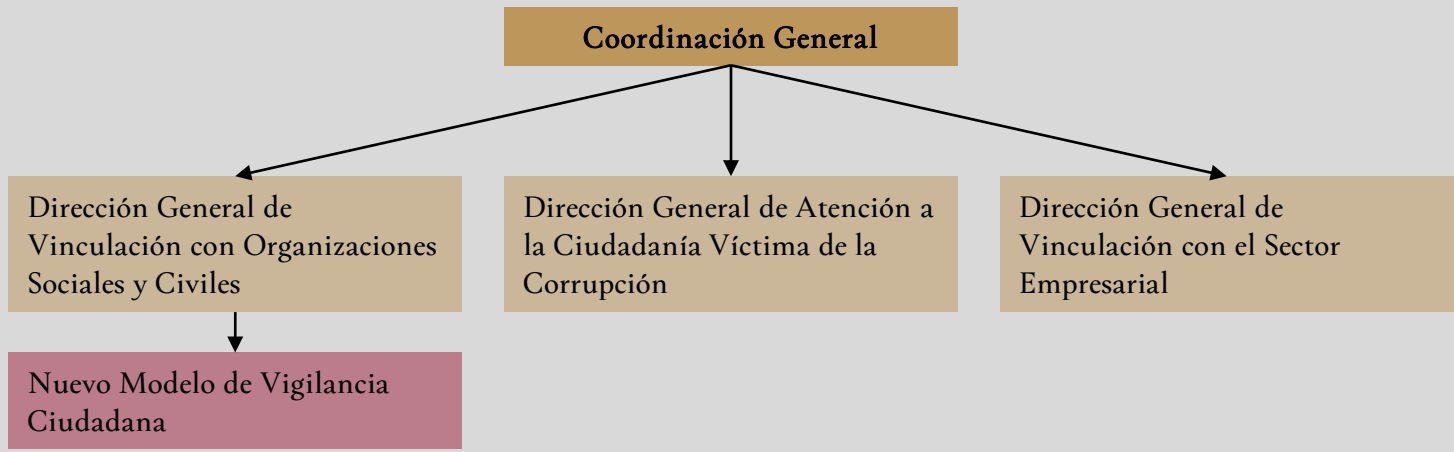 Coordinación General
Dirección General de
Vinculación con Organizaciones
Sociales y Civiles
Dirección General de Atención a
la Ciudadanía Víctima de la
Corrupción
Dirección General de
Vinculación con el Sector
Empresarial
Nuevo Modelo de Vigilancia
Ciudadana